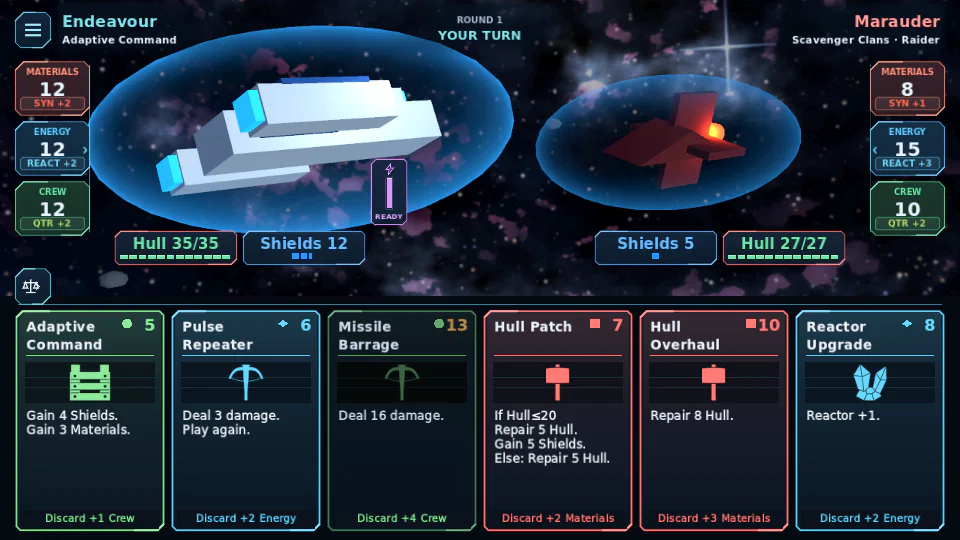 Endeavour
Adaptive Command
ROUND 1
YOUR TURN
Marauder
Scavenger Clans · Raider
MATERIALS
12
SYN +2
ENERGY
12
REACT +2
CREW
12
QTR +2
MATERIALS
8
SYN +1
ENERGY
15
REACT +3
CREW
10
QTR +2
READY
Hull 35/35
Shields 12
Shields 5
Hull 27/27
Adaptive
Command
5
Gain 4 Shields.
Gain 3 Materials.
Discard +1 Crew
Pulse
Repeater
6
Deal 3 damage.
Play again.
Discard +2 Energy
Missile
Barrage
13
Deal 16 damage.
Discard +4 Crew
Hull Patch
7
If Hull≤20
Repair 5 Hull.
Gain 5 Shields.
Else: Repair 5 Hull.
Discard +2 Materials
Hull
Overhaul
10
Repair 8 Hull.
Discard +3 Materials
Reactor
Upgrade
8
Reactor +1.
Discard +2 Energy